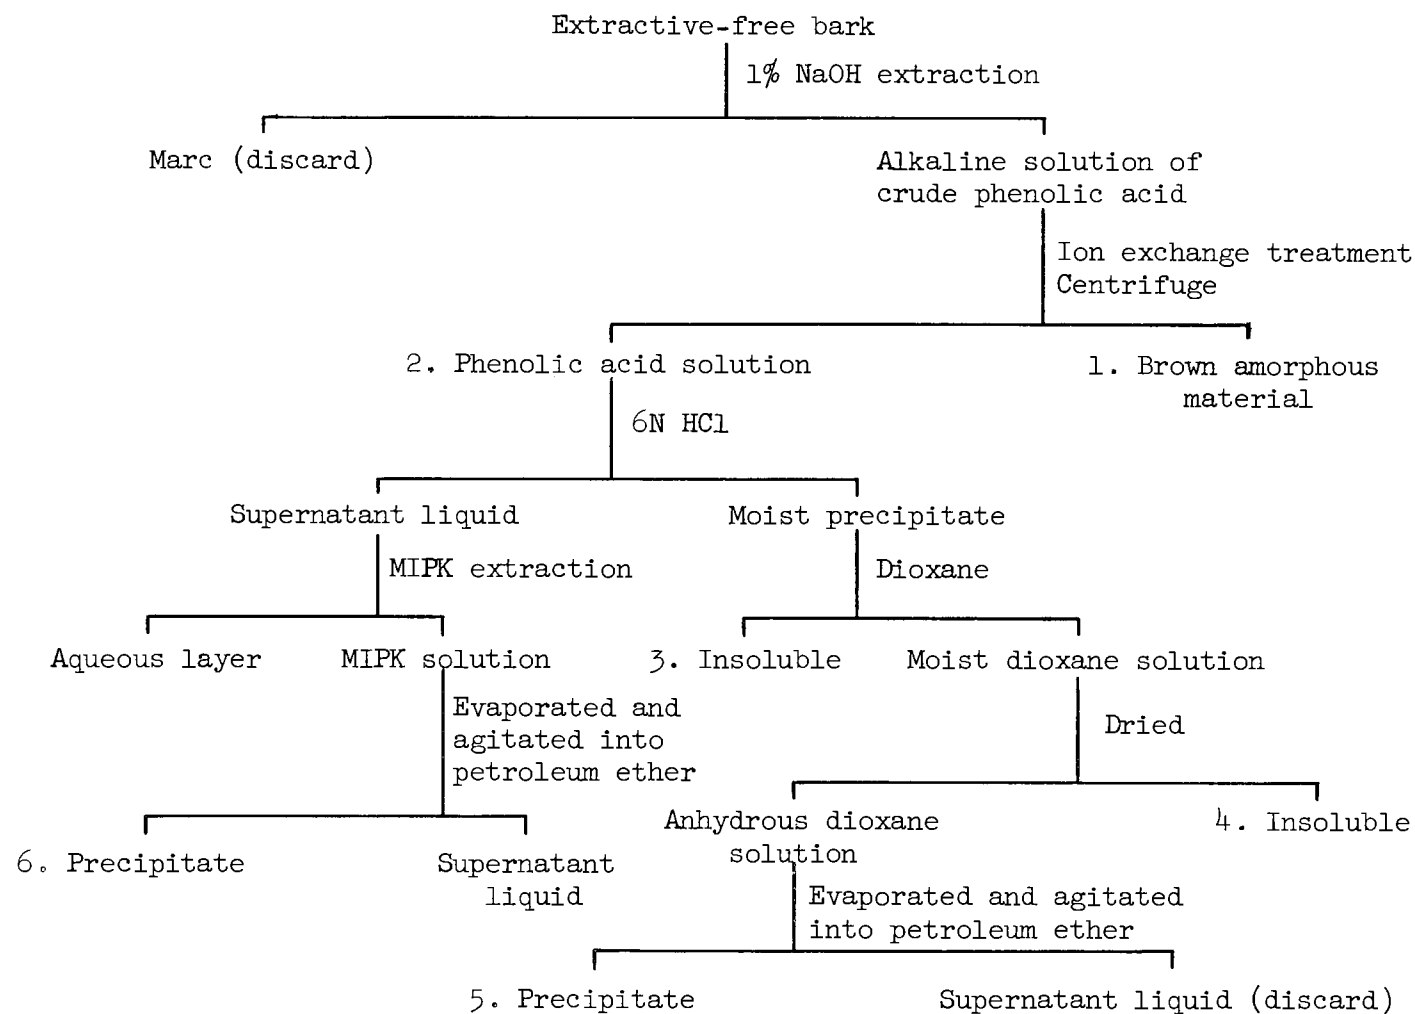 Extractive-free bark
1% NaOH extraction
Marc (discard)
Alkaline solution of
crude phenolic acid
Ion exchange treatment
Centrifuge
2. Phenolic acid solution
1. Brown amorphous
material
6N HCl
Supernatant liquid
Moist precipitate
MIPK extraction
Dioxane
Aqueous layer
MIPK solution
3. Insoluble
Moist dioxane solution
Evaporated and
agitated into
petroleum ether
Dried
Anhydrous dioxane
solution
4. Insoluble
6. Precipitate
Supernatant
liquid
Evaporated and agitated
into petroleum ether
5. Precipitate
Supernatant liquid (discard)